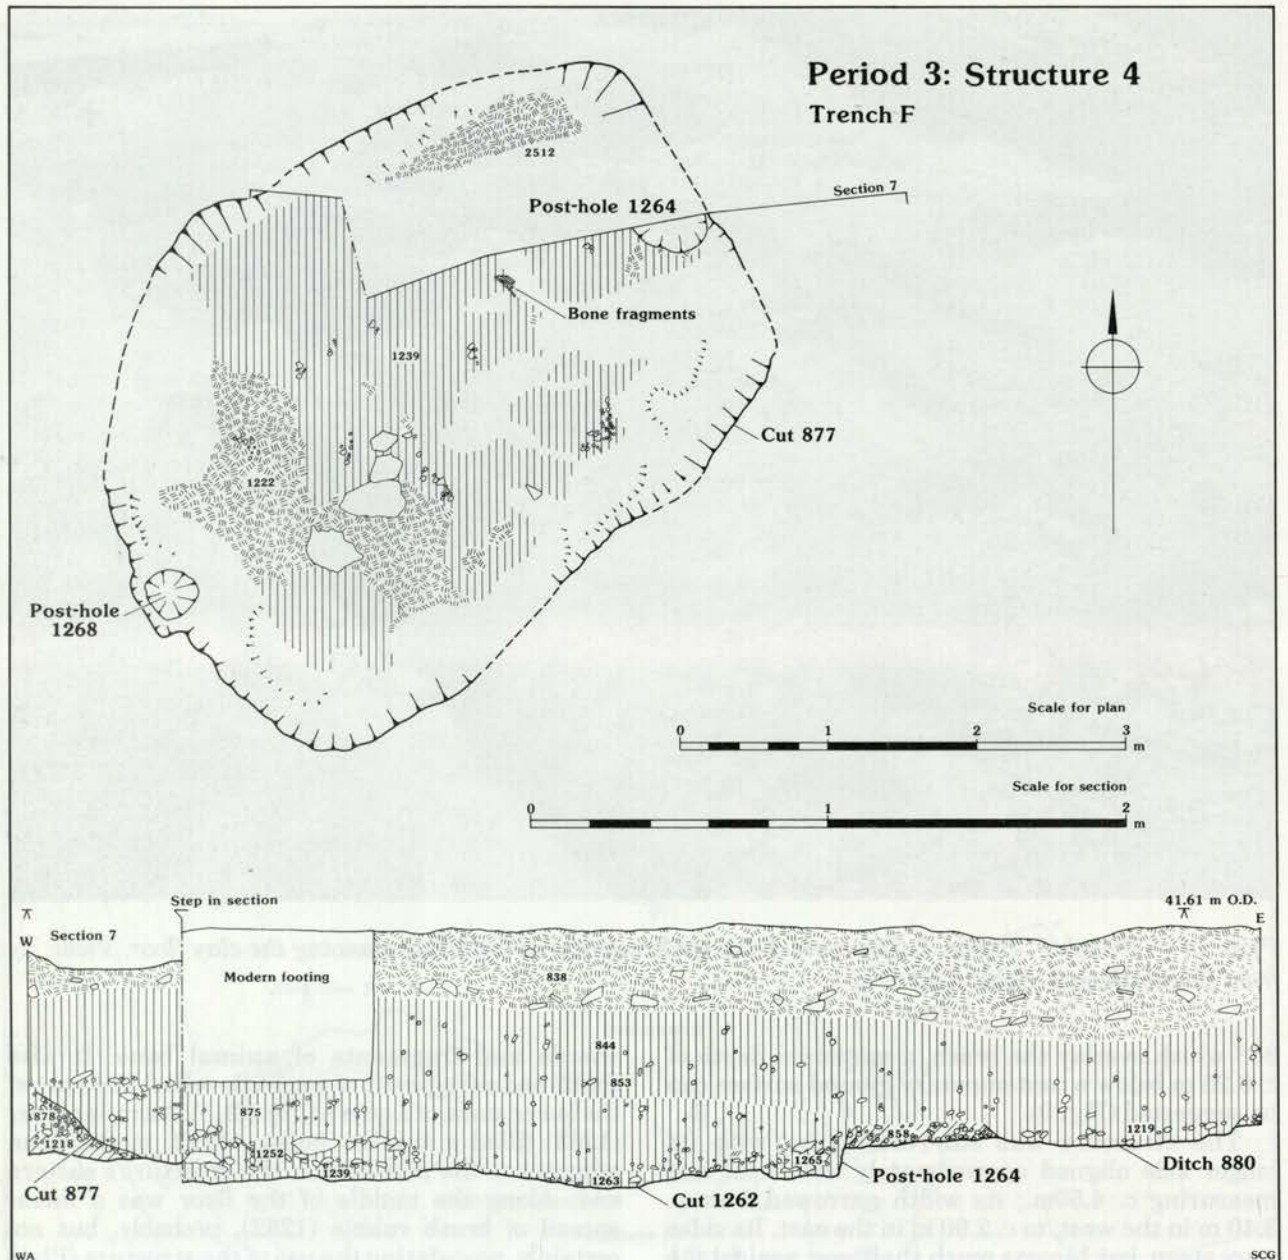 Period 3: Structure 4
Trench F
2512
Section 7
Post-hole 1264
Bone fragments
1239
Cut 877
1222
Post-hole
1268
Scale for plan
0 1 2 3 m
Scale for section
0 1 2 m
Step in section
41.61 m O.D.
W
E
Section 7
Modern footing
838
844
853
878
875
1218
1252
1239
1263
1265
858
1219
Ditch 880
Post-hole 1264
Cut 877
Cut 1262
WA
SCG